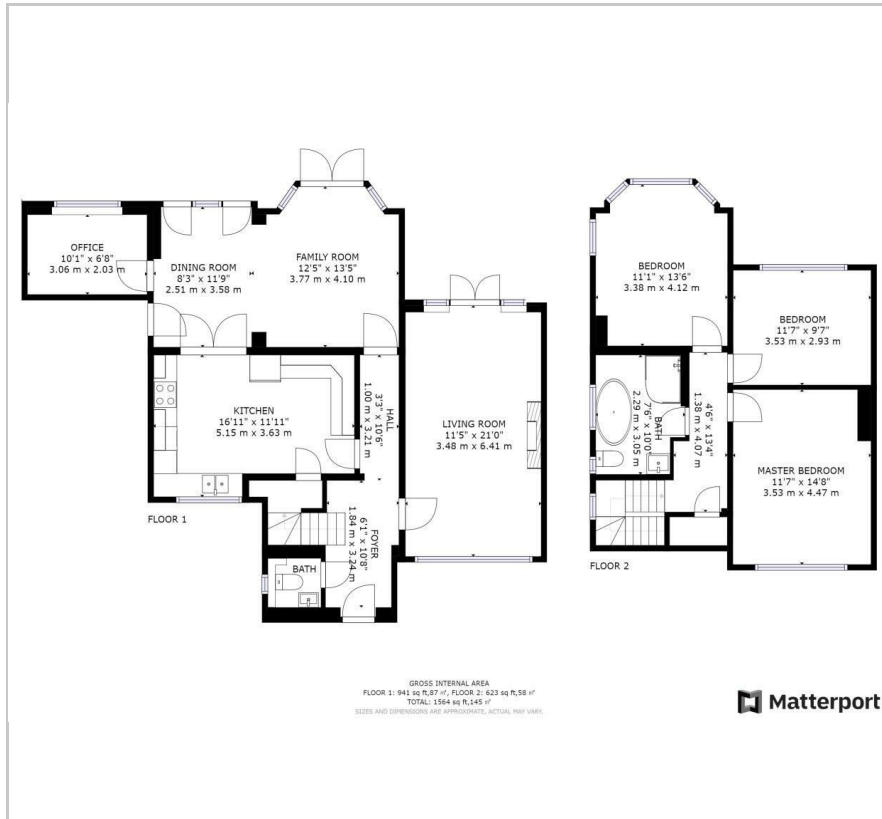 OFFICE
10'1" x 6'8"
3.06 m x 2.03 m
DINING ROOM
8'3" x 11'9"
2.51 m x 3.58 m
FAMILY ROOM
12'5" x 13'5"
3.77 m x 4.10 m
KITCHEN
16'11" x 11'11"
5.15 m x 3.63 m
HALL
3'3" x 10'6"
1.00 m x 3.21 m
LIVING ROOM
11'5" x 21'0"
3.48 m x 6.41 m
FOYER
6'1" x 10'8"
1.84 m x 3.24 m
BATH
FLOOR 1
BEDROOM
11'1" x 13'6"
3.38 m x 4.12 m
BEDROOM
11'7" x 9'7"
3.53 m x 2.93 m
BATH
7'6" x 10'0"
2.29 m x 3.05 m
4'6" x 13'4"
1.38 m x 4.07 m
MASTER BEDROOM
11'7" x 14'8"
3.53 m x 4.47 m
FLOOR 2
GROSS INTERNAL AREA
FLOOR 1: 941 sq ft,87 m², FLOOR 2: 623 sq ft,58 m²
TOTAL: 1564 sq ft,145 m²
SIZES AND DIMENSIONS ARE APPROXIMATE, ACTUAL MAY VARY.
Matterport